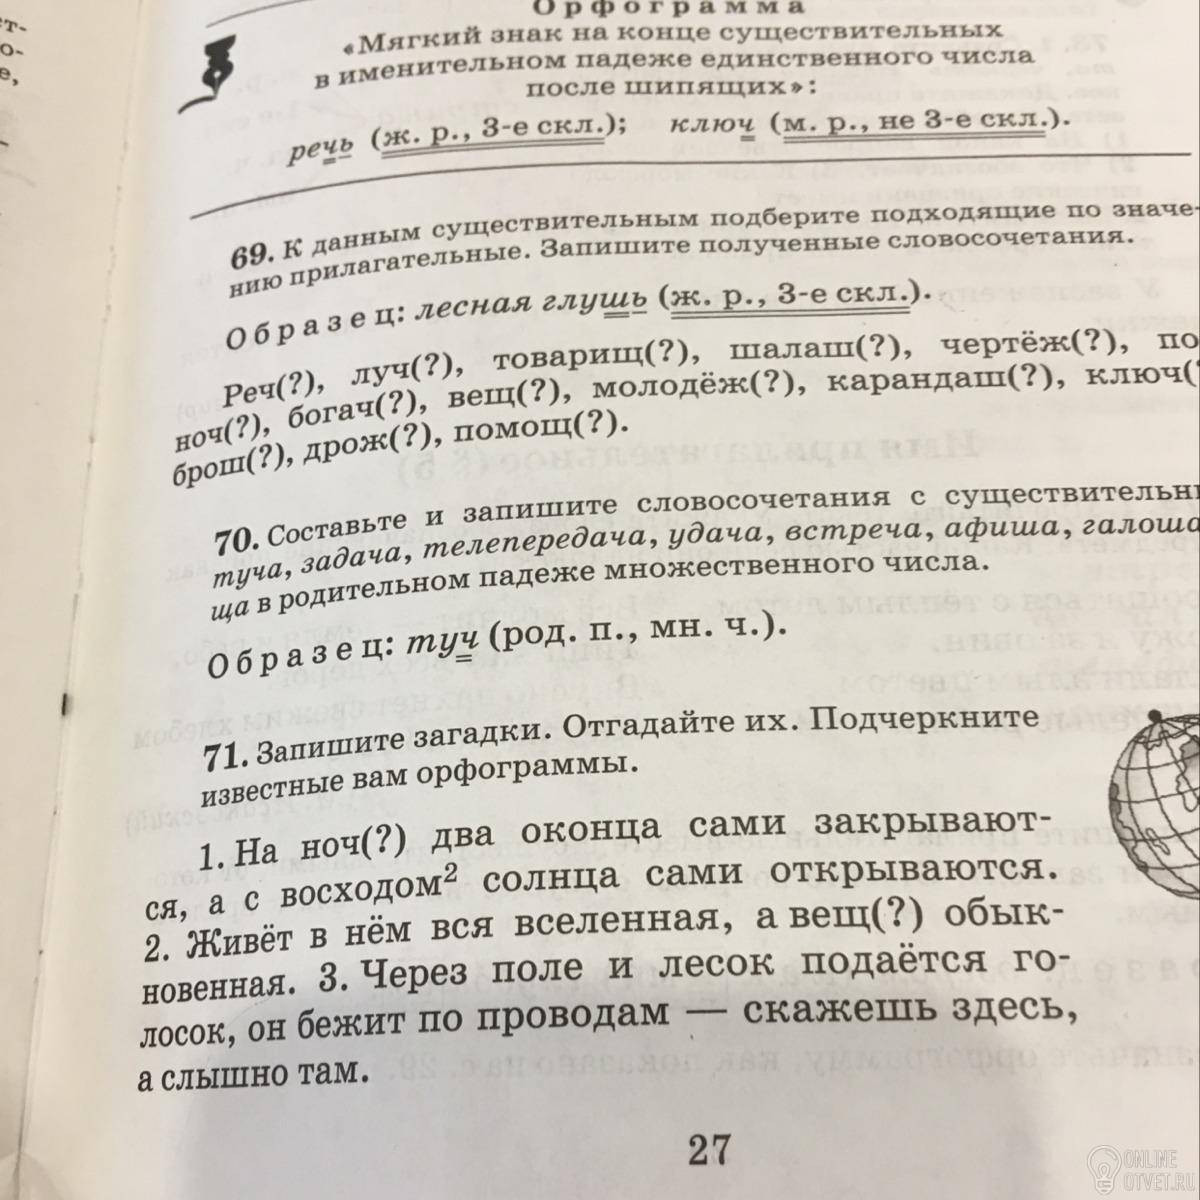 Орфограмма
«Мягкий знак на конце существительных
в именительном падеже единственного числа
после шипящих»:
речь (ж. р., 3-е скл.); ключ (м. р., не 3-е скл.).
69. К данным существительным подберите подходящие по значе-
нию прилагательные. Запишите полученные словосочетания.
Образец: лесная глушь (ж. р., 3-е скл.).
Реч(?), луч(?), товарищ(?), шалаш(?), чертёж(?), по
ноч(?), богач(?), вещ(?), молодёж(?), карандаш(?), ключ(
брош(?), дрож(?), помощ(?).
70. Составьте и запишите словосочетания с существительны
туча, задача, телепередача, удача, встреча, афиша, галоша
ща в родительном падеже множественного числа.
Образец: туч (род. п., мн. ч.).
71. Запишите загадки. Отгадайте их. Подчеркните
известные вам орфограммы.
1. На ноч(?) два оконца сами закрывают-
ся, а с восходом² солнца сами открываются.
2. Живёт в нём вся вселенная, а вещ(?) обык-
новенная. 3. Через поле и лесок подаётся го-
лосок, он бежит по проводам — скажешь здесь,
а слышно там.
27
ONLINE
OTVET.RU